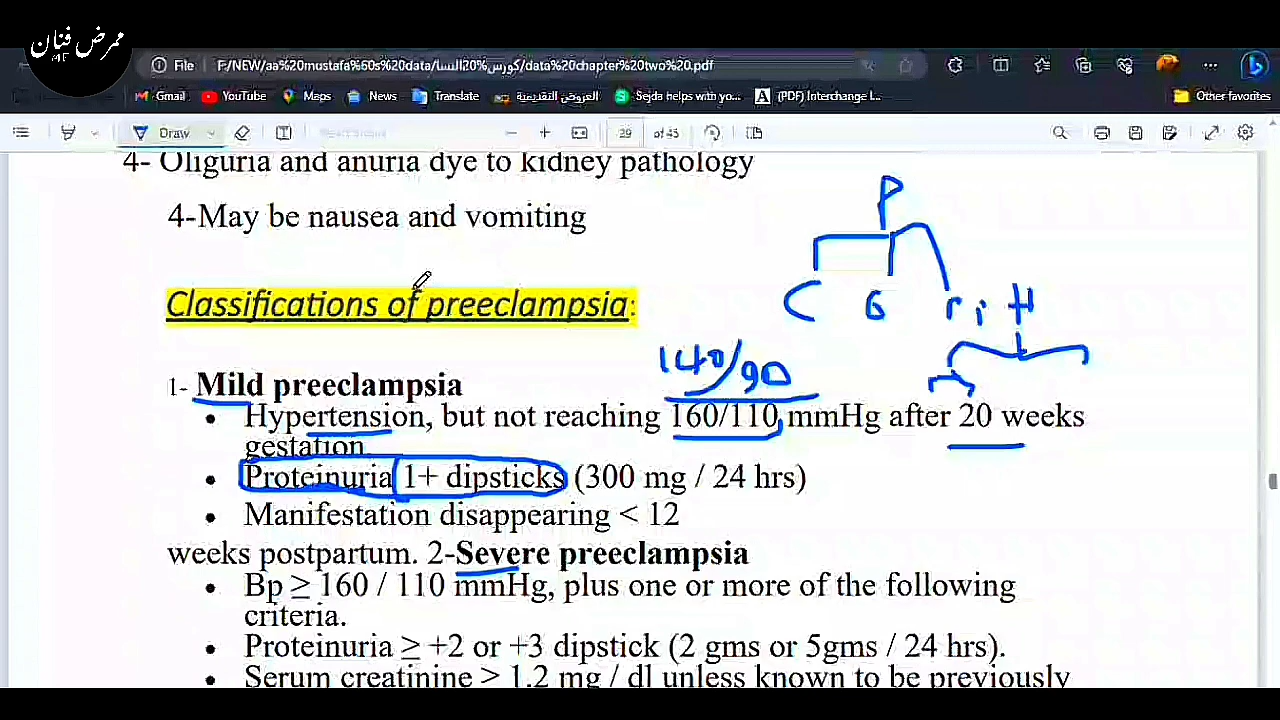 ممرض فنان
MF
File F:/NEW/aa%20mustafa%60s%20data/كورس%20النسا/data%20chapter%20two%20.pdf
Gmail YouTube Maps News Translate العروض التقديمية Sejda helps with yo... (PDF) Interchange L... Other favorites
Draw 29 of 45
4- Oliguria and anuria dye to kidney pathology
4-May be nausea and vomiting
P
Classifications of preeclampsia:
C G H
140/90
1- Mild preeclampsia
• Hypertension, but not reaching 160/110 mmHg after 20 weeks
gestation
• Proteinuria 1+ dipsticks (300 mg / 24 hrs)
• Manifestation disappearing < 12
weeks postpartum. 2-Severe preeclampsia
• Bp ≥ 160 / 110 mmHg, plus one or more of the following
criteria.
• Proteinuria ≥ +2 or +3 dipstick (2 gms or 5gms / 24 hrs).
• Serum creatinine > 1.2 mg / dl unless known to be previously